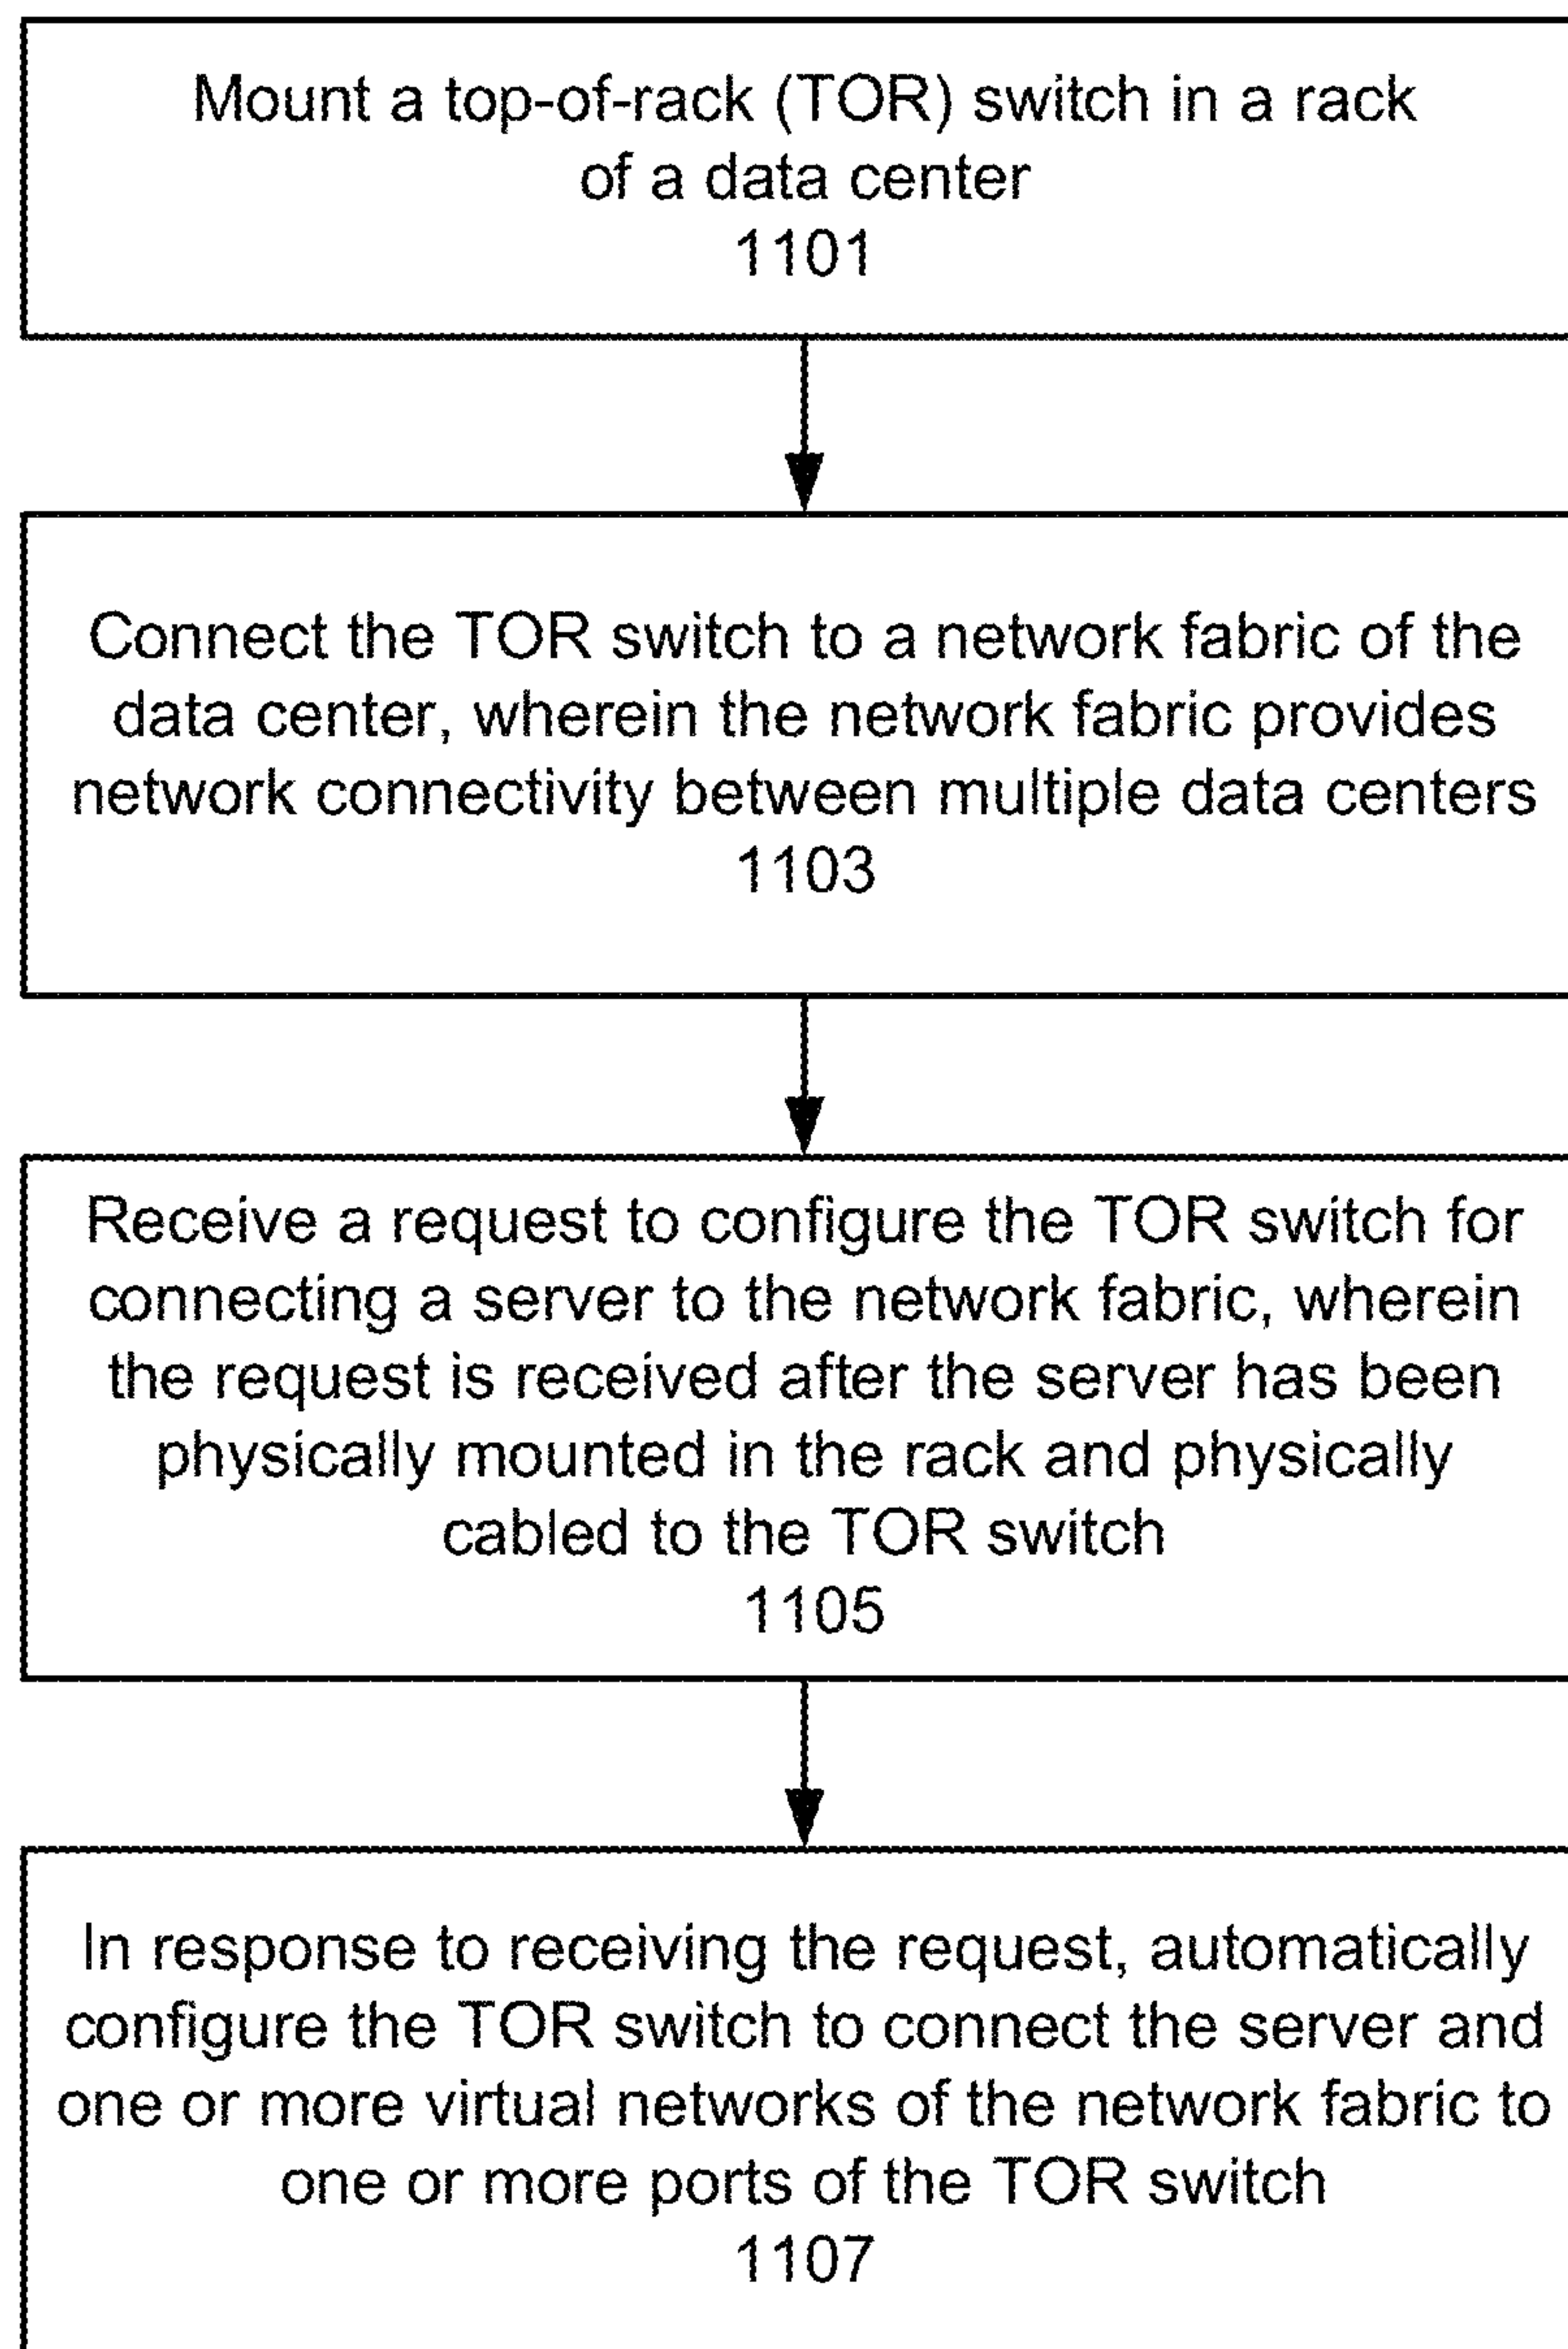 Mount a top-of-rack (TOR) switch in a rack
of a data center
1101
Connect the TOR switch to a network fabric of the
data center, wherein the network fabric provides
network connectivity between multiple data centers
1103
Receive a request to configure the TOR switch for
connecting a server to the network fabric, wherein
the request is received after the server has been
physically mounted in the rack and physically
cabled to the TOR switch
1105
In response to receiving the request, automatically
configure the TOR switch to connect the server and
one or more virtual networks of the network fabric to
one or more ports of the TOR switch
1107